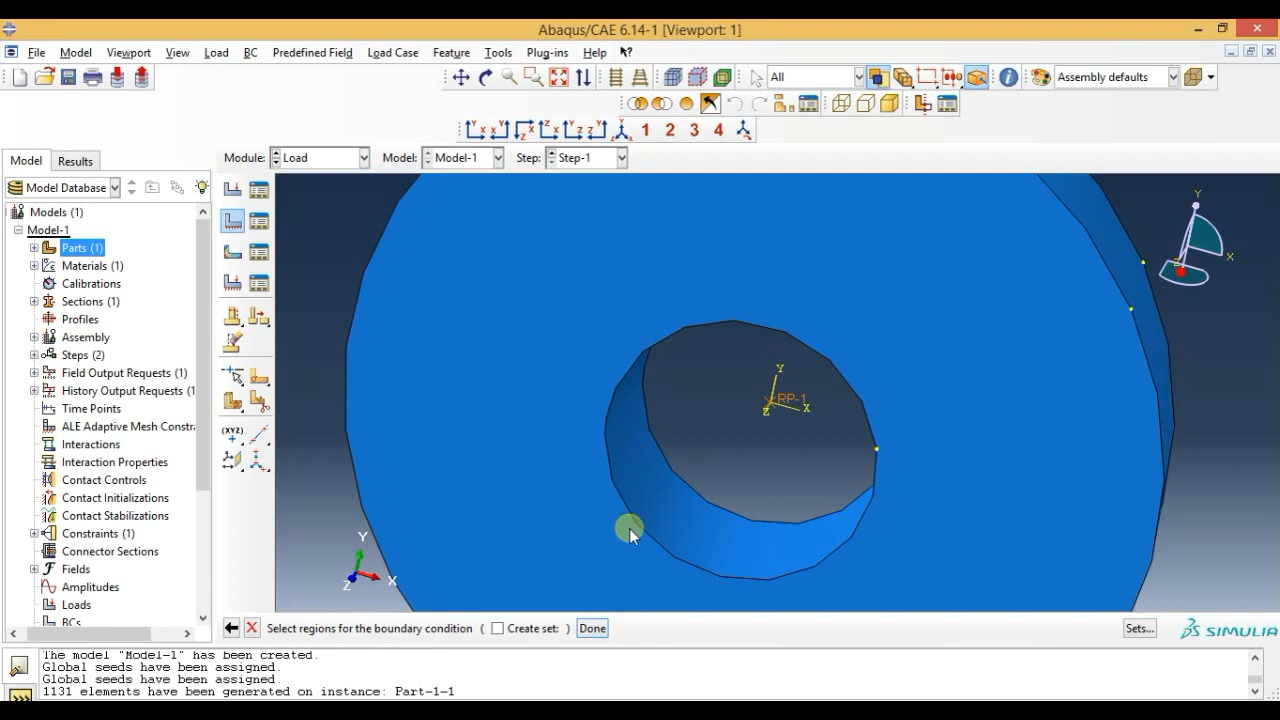 Abaqus/CAE 6.14-1 [Viewport: 1]
File Model Viewport View Load BC Predefined Field Load Case Feature Tools Plug-ins Help
All
Assembly defaults
1 2 3 4
Model Results
Module: Load Model: Model-1 Step: Step-1
Model Database
Models (1)
Model-1
Parts (1)
Materials (1)
Calibrations
Sections (1)
Profiles
Assembly
Steps (2)
Field Output Requests (1)
History Output Requests (1
Time Points
ALE Adaptive Mesh Constra
Interactions
Interaction Properties
Contact Controls
Contact Initializations
Contact Stabilizations
Constraints (1)
Connector Sections
Fields
Amplitudes
Loads
BCs
(XYZ)
Y
X
Z
Y
RP-1
X
Z
Y
X
Z
Select regions for the boundary condition ( Create set: ) Done
Sets...
SIMULIA
The model "Model-1" has been created.
Global seeds have been assigned.
Global seeds have been assigned.
1131 elements have been generated on instance: Part-1-1